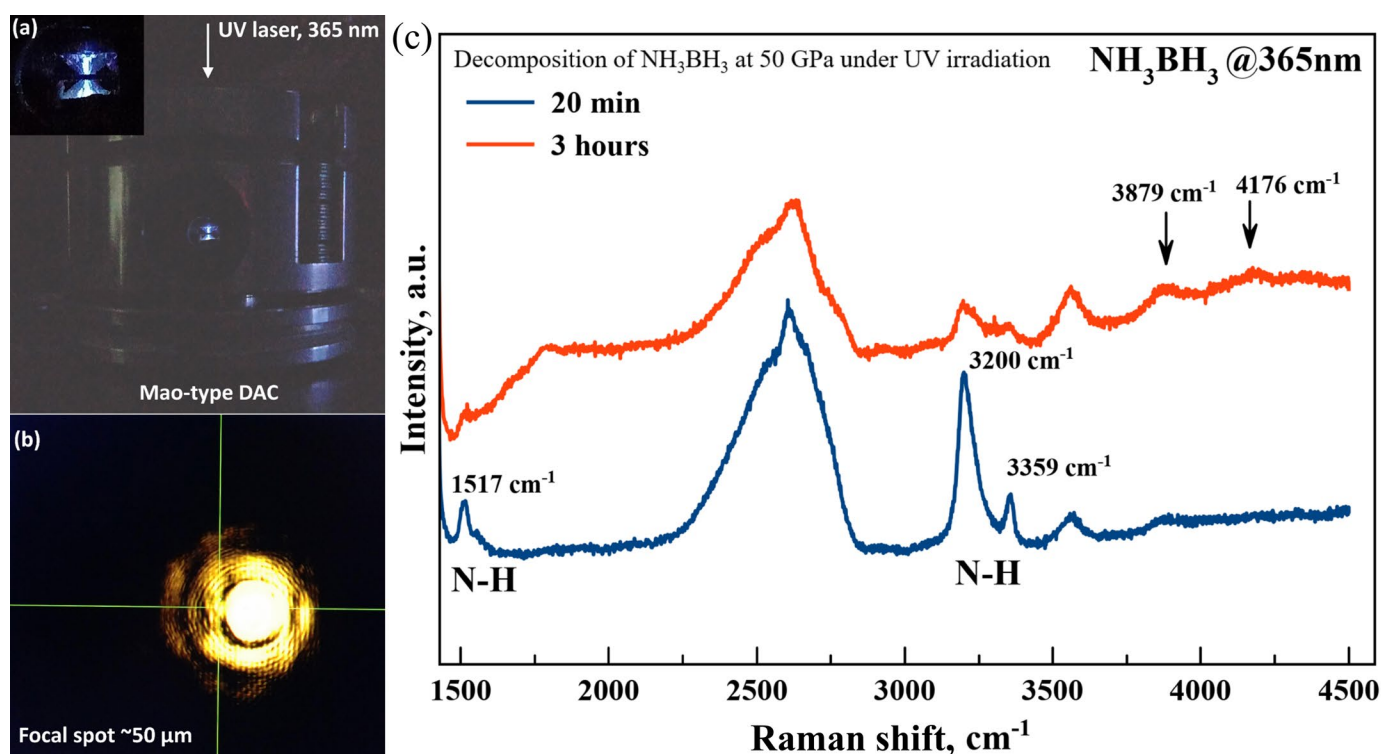 (a)
UV laser, 365 nm
Mao-type DAC
(b)
Focal spot ~50 μm
(c)
Decomposition of NH₃BH₃ at 50 GPa under UV irradiation
NH₃BH₃ @365nm
20 min
3 hours
3879 cm⁻¹
4176 cm⁻¹
3200 cm⁻¹
1517 cm⁻¹
3359 cm⁻¹
N-H
N-H
Intensity, a.u.
1500 2000 2500 3000 3500 4000 4500
Raman shift, cm⁻¹